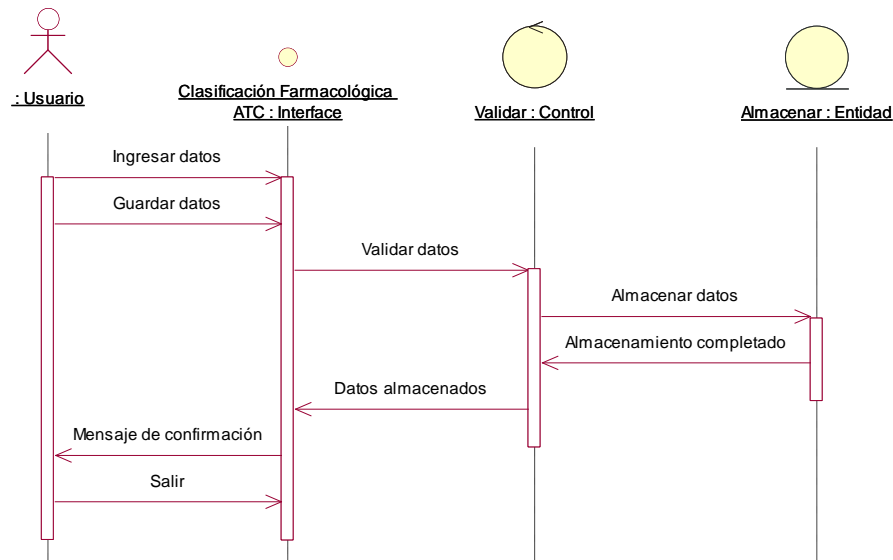 : Usuario
Clasificación Farmacológica
ATC : Interface
Validar : Control
Almacenar : Entidad
Ingresar datos
Guardar datos
Validar datos
Almacenar datos
Almacenamiento completado
Datos almacenados
Mensaje de confirmación
Salir